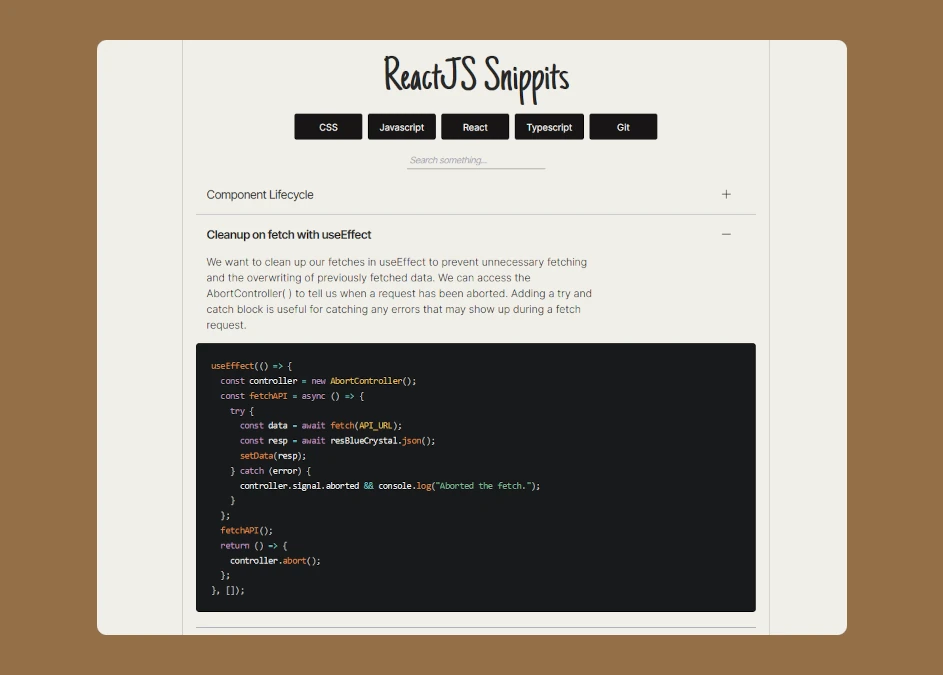 ReactJS Snippits
CSS Javascript React Typescript Git
Search something...
Component Lifecycle +
Cleanup on fetch with useEffect —
We want to clean up our fetches in useEffect to prevent unnecessary fetching
and the overwriting of previously fetched data. We can access the
AbortController( ) to tell us when a request has been aborted. Adding a try and
catch block is useful for catching any errors that may show up during a fetch
request.
useEffect(() => {
  const controller = new AbortController();
  const fetchAPI = async () => {
    try {
      const data = await fetch(API_URL);
      const resp = await resBlueCrystal.json();
      setData(resp);
    } catch (error) {
      controller.signal.aborted && console.log("Aborted the fetch.");
    }
  };
  fetchAPI();
  return () => {
    controller.abort();
  };
}, []);